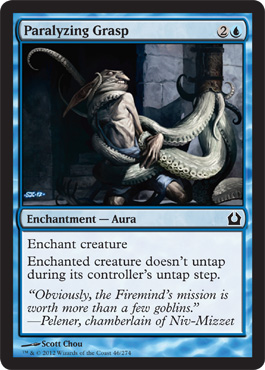 Paralyzing Grasp 2
Enchantment — Aura
Enchant creature
Enchanted creature doesn't untap
during its controller's untap step.
"Obviously, the Firemind's mission is
worth more than a few goblins."
—Pelener, chamberlain of Niv-Mizzet
Scott Chou
™ & © 2012 Wizards of the Coast 46/274